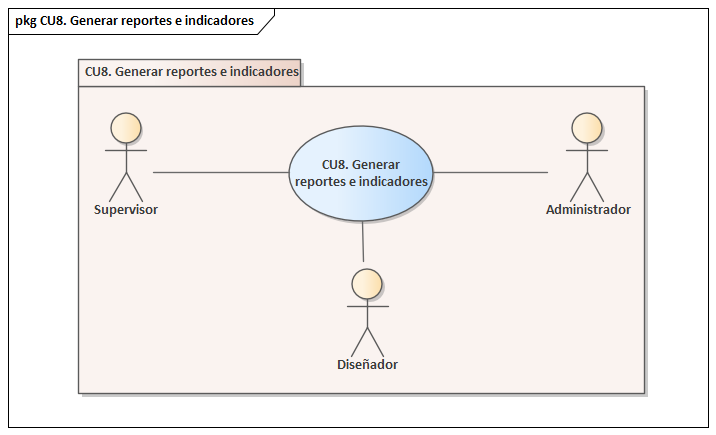 pkg CU8. Generar reportes e indicadores
CU8. Generar reportes e indicadores
CU8. Generar
reportes e indicadores
Supervisor
Administrador
Diseñador